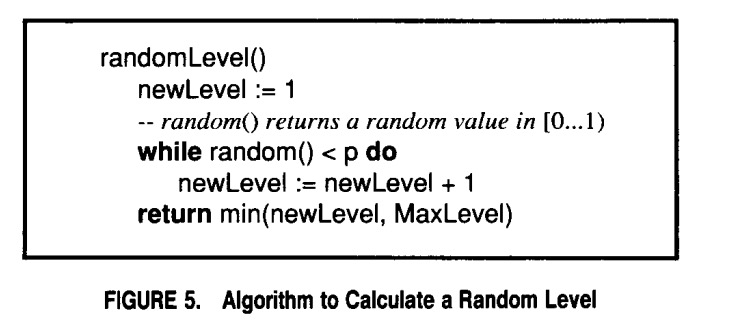 randomLevel()
newLevel := 1
-- random() returns a random value in [0...1)
while random() < p do
newLevel := newLevel + 1
return min(newLevel, MaxLevel)
FIGURE 5. Algorithm to Calculate a Random Level